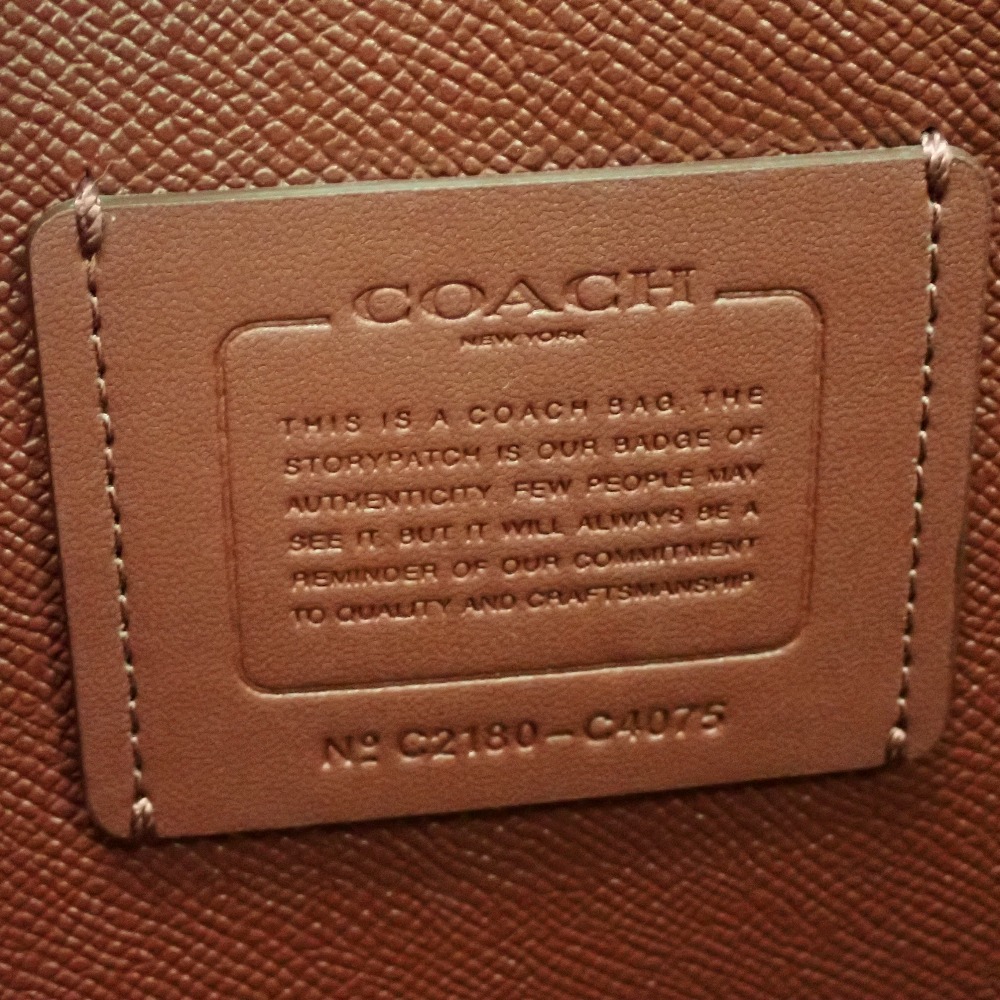 COACH
NEW YORK
THIS IS A COACH BAG. THE
STORYPATCH IS OUR BADGE OF
AUTHENTICITY. FEW PEOPLE MAY
SEE IT. BUT IT WILL ALWAYS BE A
REMINDER OF OUR COMMITMENT
TO QUALITY AND CRAFTSMANSHIP
Nº C2180-C4075